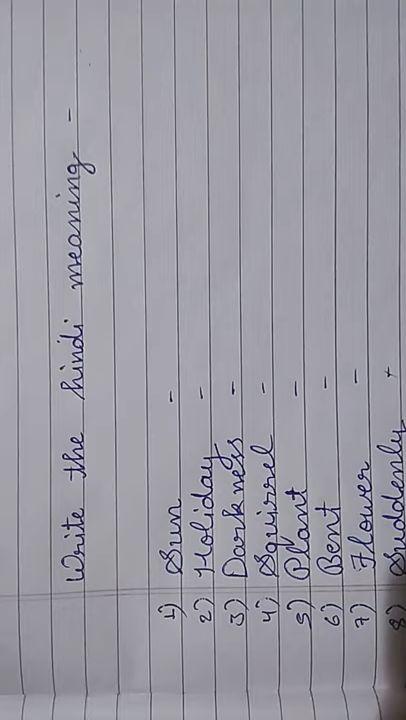 Write the hindi meaning -
1) Sun -
2) Holiday -
3) Darkness -
4) Squirrel -
5) Plant -
6) Bent -
7) Flower -
8) Suddenly -